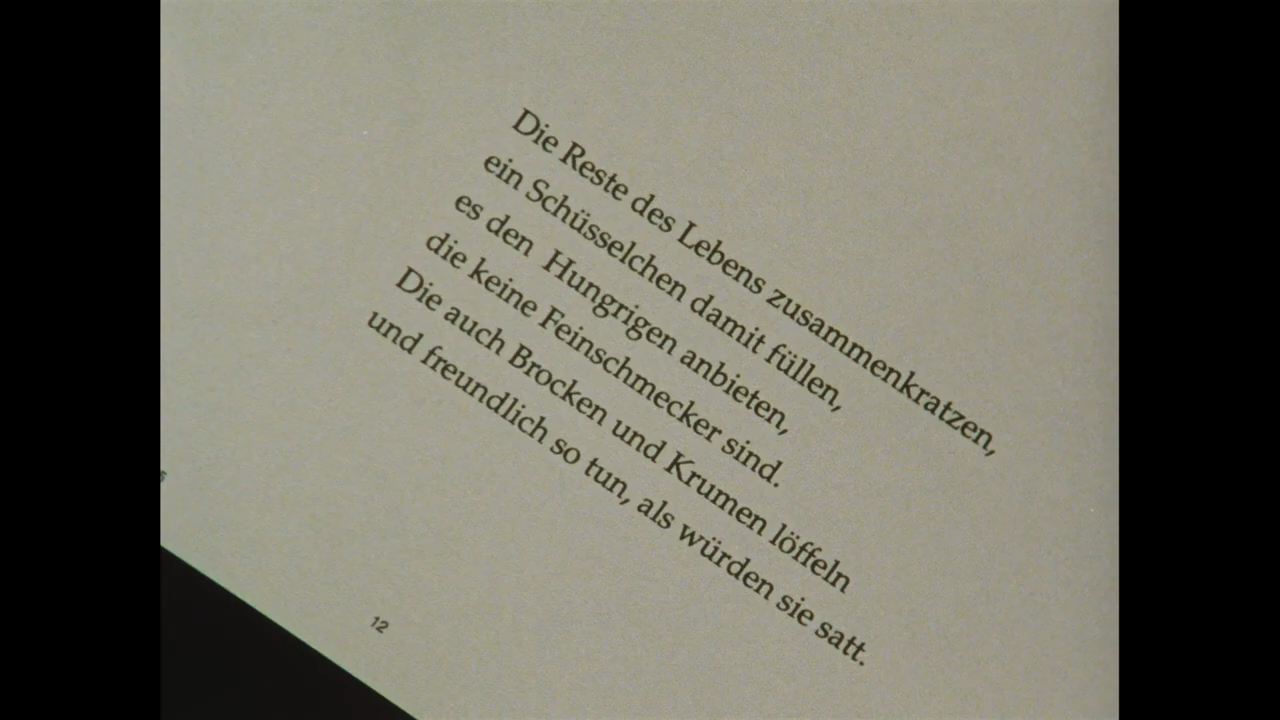 Die Reste des Lebens zusammenkratzen,
ein Schüsselchen damit füllen,
es den Hungrigen anbieten,
die keine Feinschmecker sind.
Die auch Brocken und Krumen löffeln
und freundlich so tun, als würden sie satt.
12